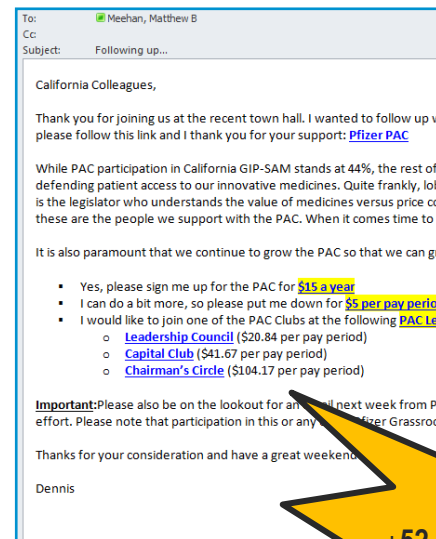 To: Meehan, Matthew B
Cc:
Subject: Following up...
California Colleagues,
Thank you for joining us at the recent town hall. I wanted to follow up
please follow this link and I thank you for your support: Pfizer PAC
While PAC participation in California GIP-SAM stands at 44%, the rest of
defending patient access to our innovative medicines. Quite frankly,
is the legislator who understands the value of medicines versus price
these are the people we support with the PAC. When it comes time to
It is also paramount that we continue to grow the PAC so that we can
▪ Yes, please sign me up for the PAC for $15 a year
▪ I can do a bit more, so please put me down for $5 per pay
▪ I would like to join one of the PAC Clubs at the following PAC
o Leadership Council ($20.84 per pay period)
o Capital Club ($41.67 per pay period)
o Chairman's Circle ($104.17 per pay period)
Important:Please also be on the lookout for an next week from
effort. Please note that participation in this or any
Thanks for your consideration and have a great weekend
Dennis